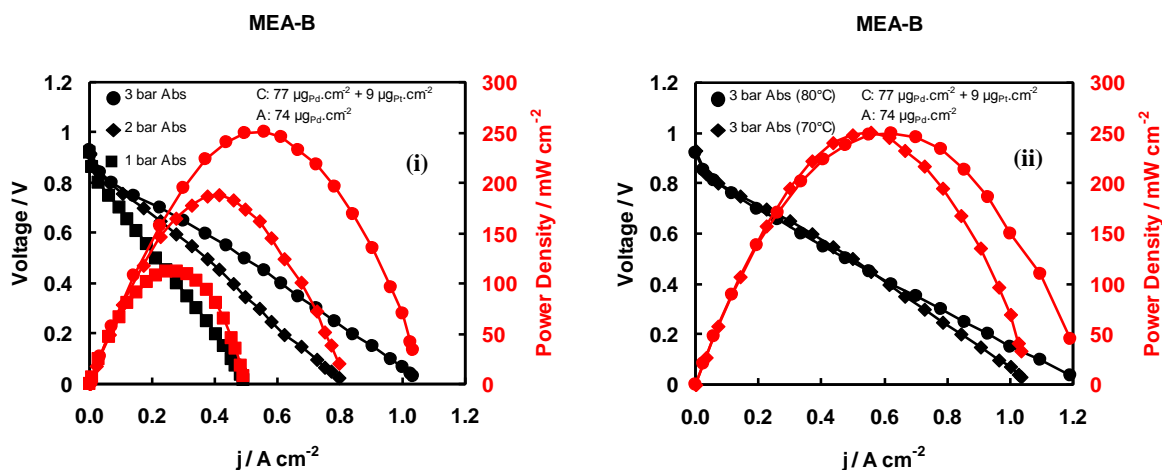 MEA-B
1.2
1
0.8
0.6
0.4
0.2
0
Voltage / V
3 bar Abs
2 bar Abs
1 bar Abs
C: 77 µgPd.cm-2 + 9 µgPt.cm-2
A: 74 µgPd.cm-2
(i)
300
250
200
150
100
50
0
Power Density / mW cm-2
0.0 0.2 0.4 0.6 0.8 1.0 1.2
j / A cm-2
MEA-B
1.2
1
0.8
0.6
0.4
0.2
0
Voltage / V
3 bar Abs (80°C)
3 bar Abs (70°C)
C: 77 µgPd.cm-2 + 9 µgPt.cm-2
A: 74 µgPd.cm-2
(ii)
300
250
200
150
100
50
0
Power Density / mW cm-2
0.0 0.2 0.4 0.6 0.8 1.0 1.2
j / A cm-2